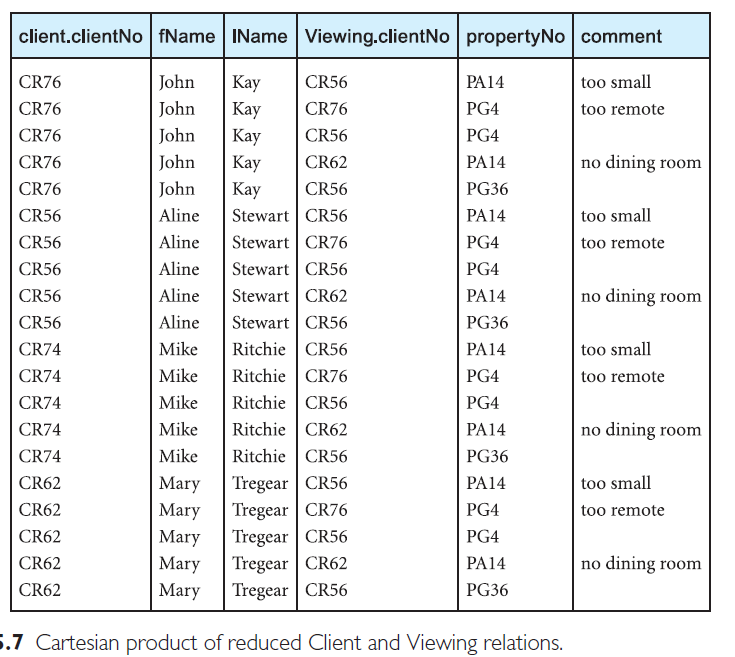 client.clientNo fName lName Viewing.clientNo propertyNo comment
CR76 John Kay CR56 PA14 too small
CR76 John Kay CR76 PG4 too remote
CR76 John Kay CR56 PG4
CR76 John Kay CR62 PA14 no dining room
CR76 John Kay CR56 PG36
CR56 Aline Stewart CR56 PA14 too small
CR56 Aline Stewart CR76 PG4 too remote
CR56 Aline Stewart CR56 PG4
CR56 Aline Stewart CR62 PA14 no dining room
CR56 Aline Stewart CR56 PG36
CR74 Mike Ritchie CR56 PA14 too small
CR74 Mike Ritchie CR76 PG4 too remote
CR74 Mike Ritchie CR56 PG4
CR74 Mike Ritchie CR62 PA14 no dining room
CR74 Mike Ritchie CR56 PG36
CR62 Mary Tregear CR56 PA14 too small
CR62 Mary Tregear CR76 PG4 too remote
CR62 Mary Tregear CR56 PG4
CR62 Mary Tregear CR62 PA14 no dining room
CR62 Mary Tregear CR56 PG36
5.7 Cartesian product of reduced Client and Viewing relations.